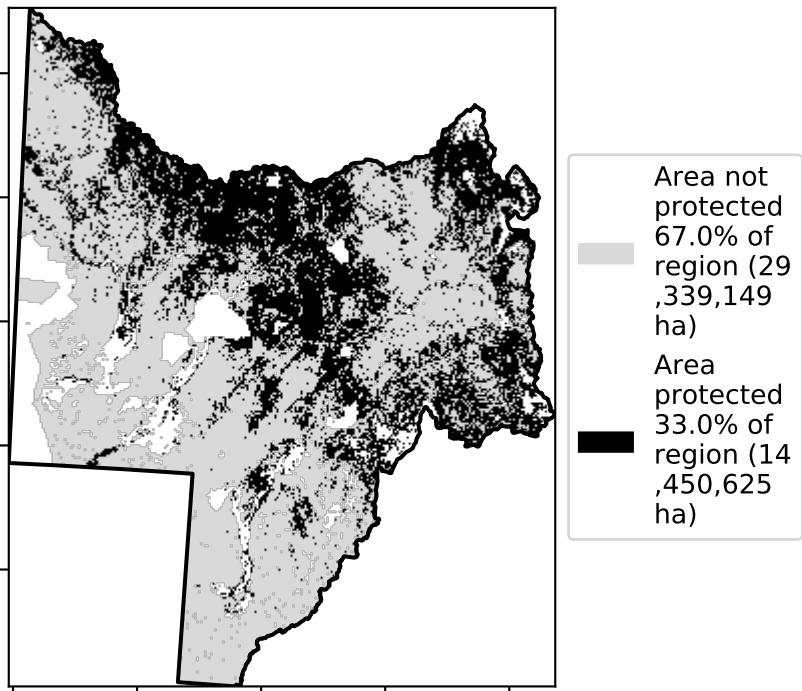 Area not
protected
67.0% of
region (29
,339,149
ha)
Area
protected
33.0% of
region (14
,450,625
ha)